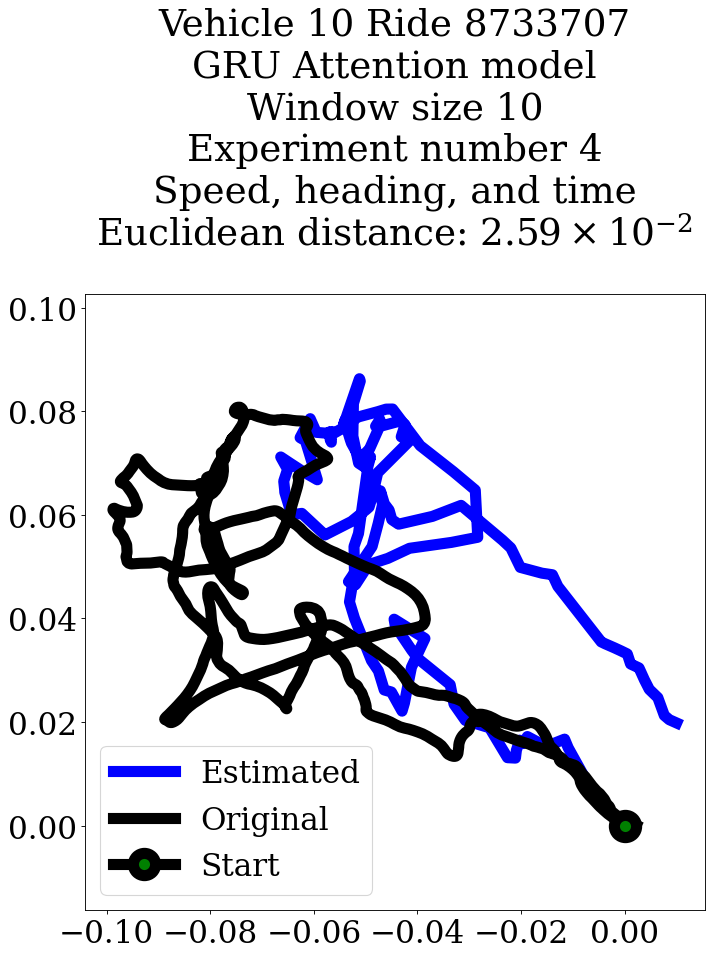 Vehicle 10 Ride 8733707
GRU Attention model
Window size 10
Experiment number 4
Speed, heading, and time
Euclidean distance: 2.59 × 10⁻²
0.10
0.08
0.06
0.04
0.02
0.00
Estimated
Original
Start
−0.10 −0.08 −0.06 −0.04 −0.02 0.00